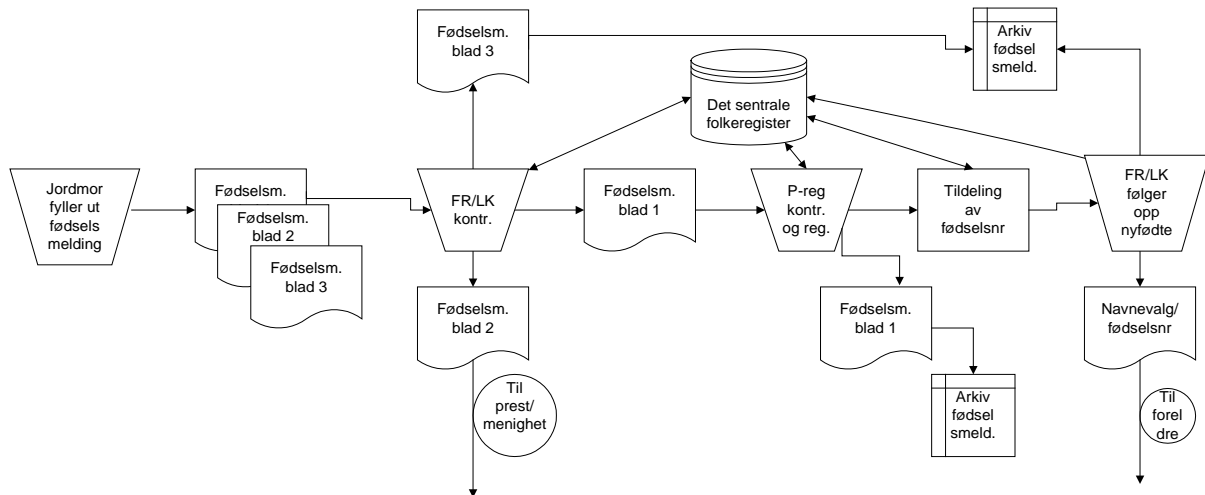 Fødselsm.
blad 3
Arkiv
fødsel
smeld.
Det sentrale
folkeregister
Jordmor
fyller ut
fødsels
melding
Fødselsm.
Fødselsm.
blad 2
Fødselsm.
blad 3
FR/LK
kontr.
Fødselsm.
blad 1
P-reg
kontr.
og reg.
Tildeling
av
fødselsnr
FR/LK
følger
opp
nyfødte
Fødselsm.
blad 2
Fødselsm.
blad 1
Navnevalg/
fødselsnr
Til
prest/
menighet
Arkiv
fødsel
smeld.
Til
forel
dre